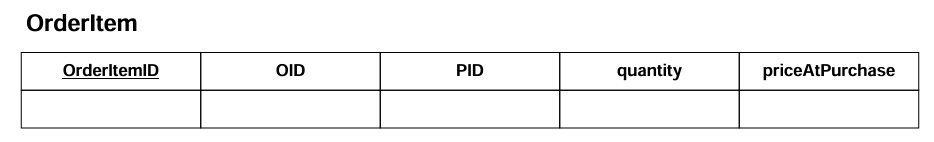 OrderItem
OrderItemID OID PID quantity priceAtPurchase